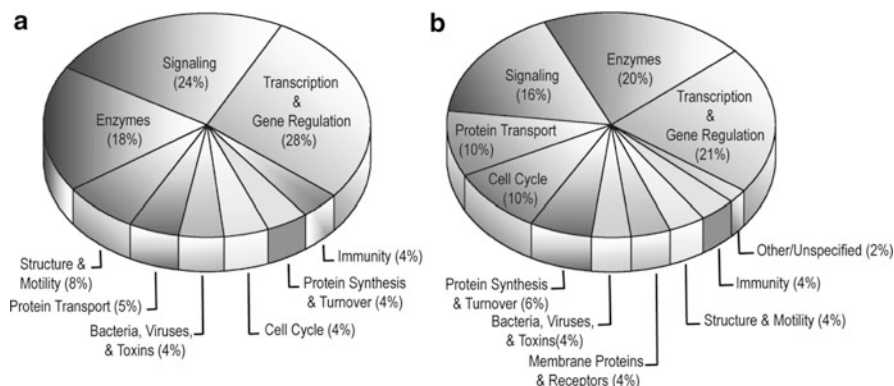 a
Signaling
(24%)
Transcription
&
Gene Regulation
(28%)
Enzymes
(18%)
Structure &
Motility (8%)
Protein Transport (5%)
Bacteria, Viruses,
& Toxins (4%)
Cell Cycle (4%)
Protein Synthesis
& Turnover (4%)
Immunity (4%)
b
Enzymes
(20%)
Signaling
(16%)
Transcription
&
Gene Regulation
(21%)
Protein Transport
(10%)
Cell Cycle
(10%)
Protein Synthesis
& Turnover (6%)
Bacteria, Viruses,
& Toxins(4%)
Membrane Proteins
& Receptors (4%)
Structure & Motility (4%)
Immunity (4%)
Other/Unspecified (2%)